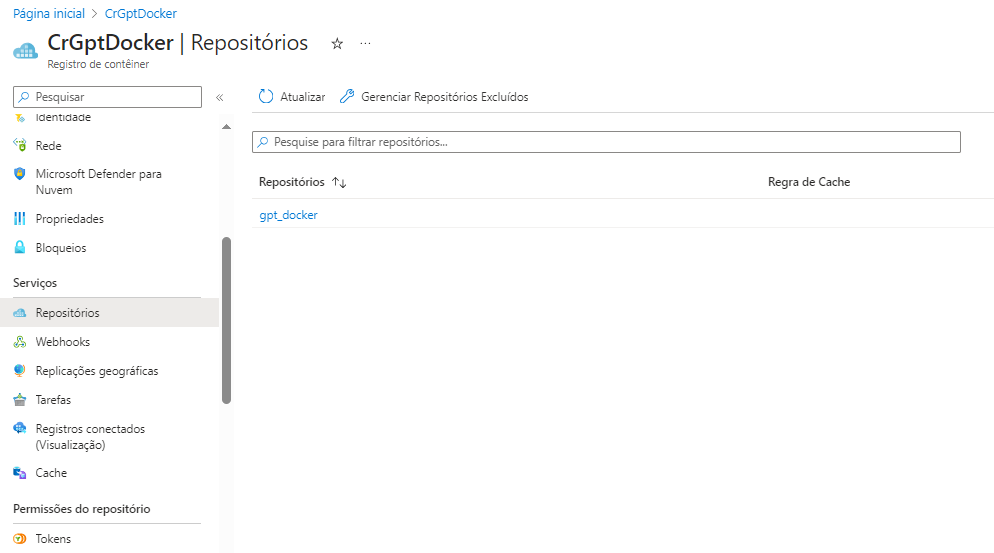 Página inicial > CrGptDocker
CrGptDocker | Repositórios
Registro de contêiner
Pesquisar
Identidade
Rede
Microsoft Defender para
Nuvem
Propriedades
Bloqueios
Serviços
Repositórios
Webhooks
Replicações geográficas
Tarefas
Registros conectados
(Visualização)
Cache
Permissões do repositório
Tokens
Atualizar
Gerenciar Repositórios Excluídos
Pesquise para filtrar repositórios...
Repositórios
Regra de Cache
gpt_docker